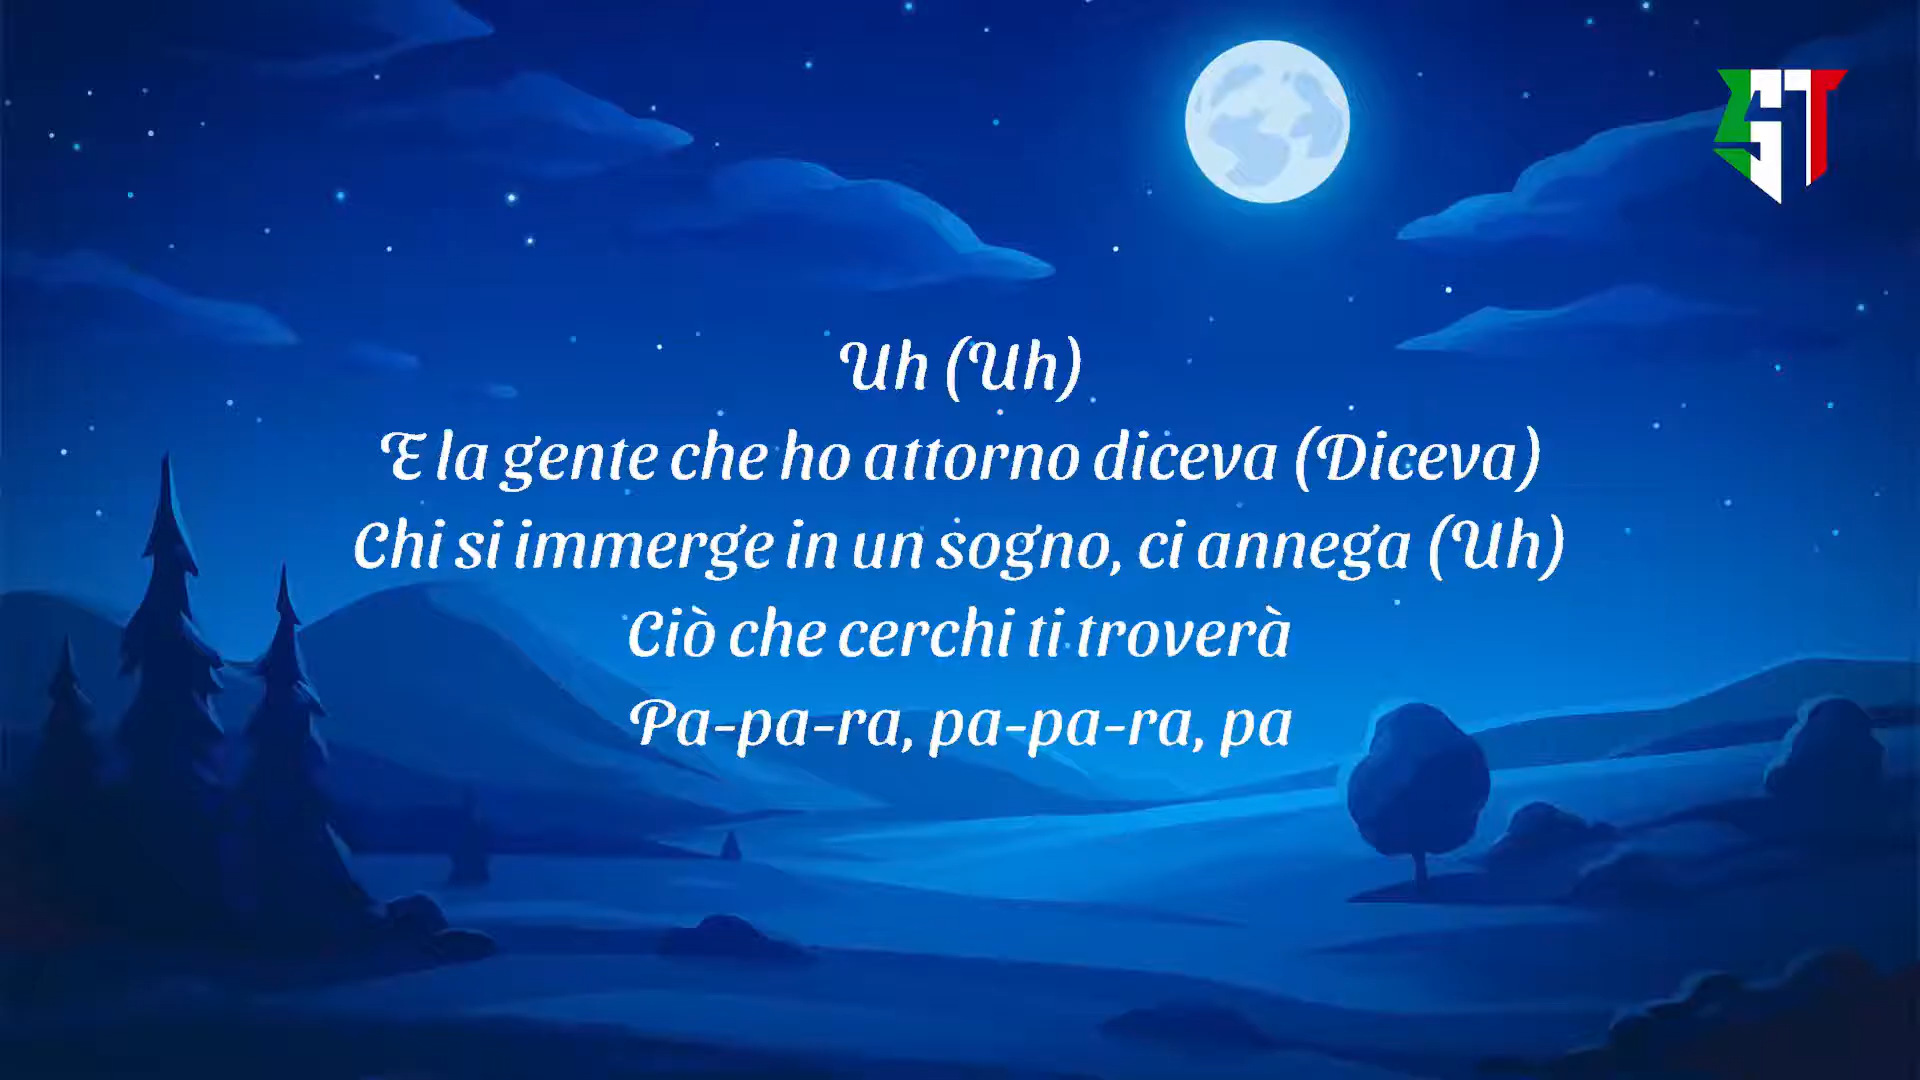 ST
Uh (Uh)
E la gente che ho attorno diceva (Diceva)
Chi si immerge in un sogno, ci annega (Uh)
Ciò che cerchi ti troverà
Pa-pa-ra, pa-pa-ra, pa